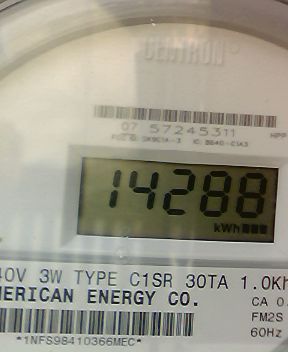 CENTRON
07 57245311
14288
kWh
40V 3W TYPE C1SR 30TA 1.0Kh
MERICAN ENERGY CO.
CA 0.
FM2S
60Hz
*1NFS98410366MEC*